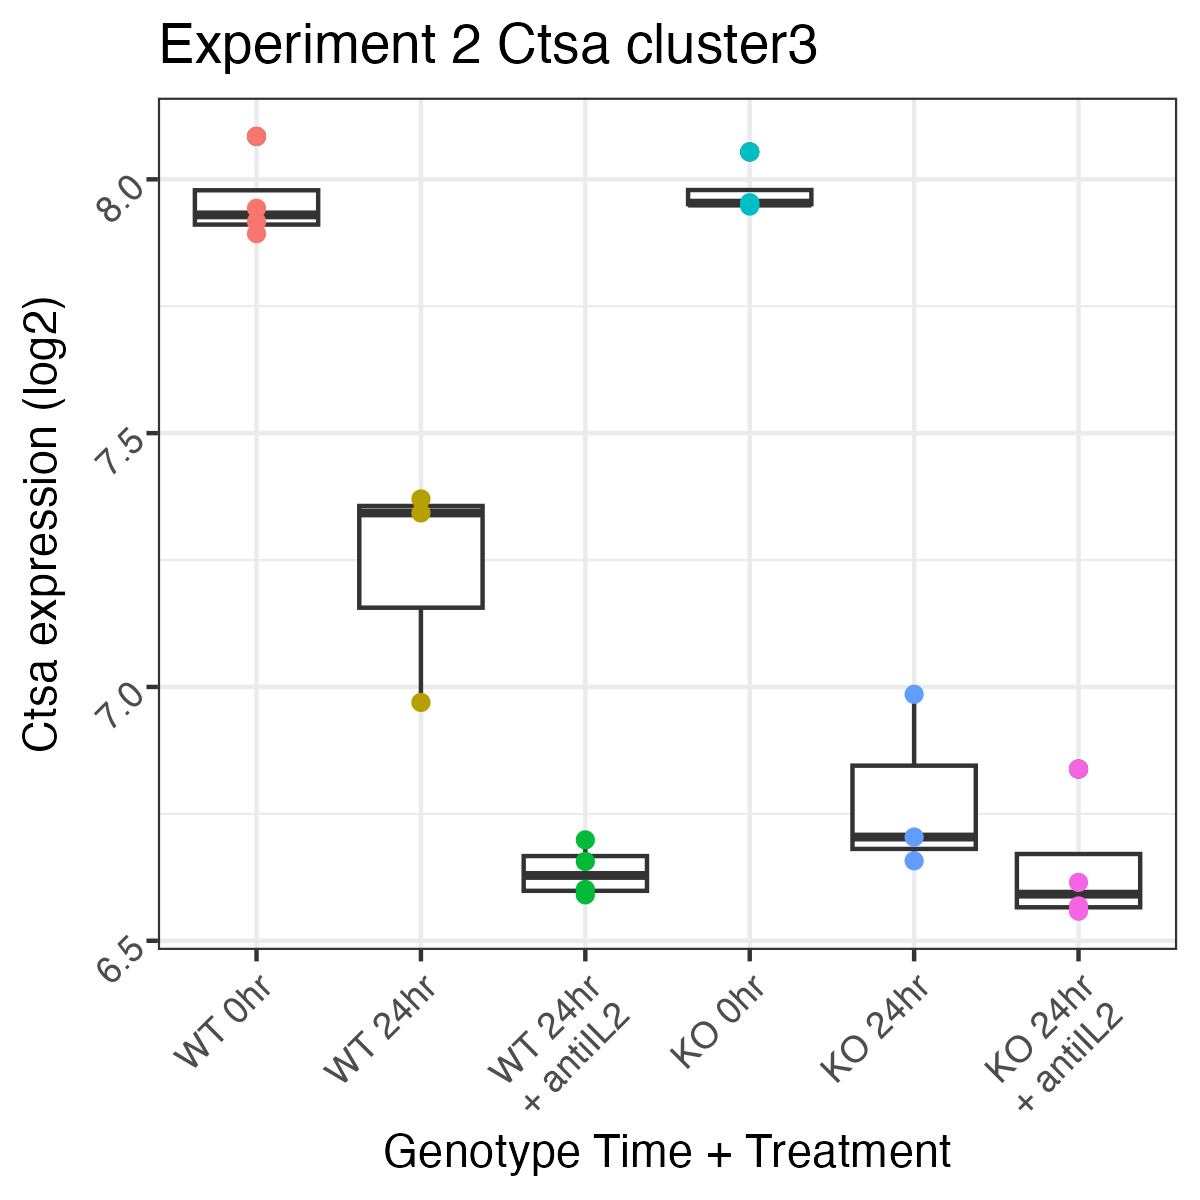 Experiment 2 Ctsa cluster3
Ctsa expression (log2)
8.0
7.5
7.0
6.5
WT 0hr
WT 24hr
WT 24hr
+ antiIL2
KO 0hr
KO 24hr
KO 24hr
+ antiIL2
Genotype Time + Treatment